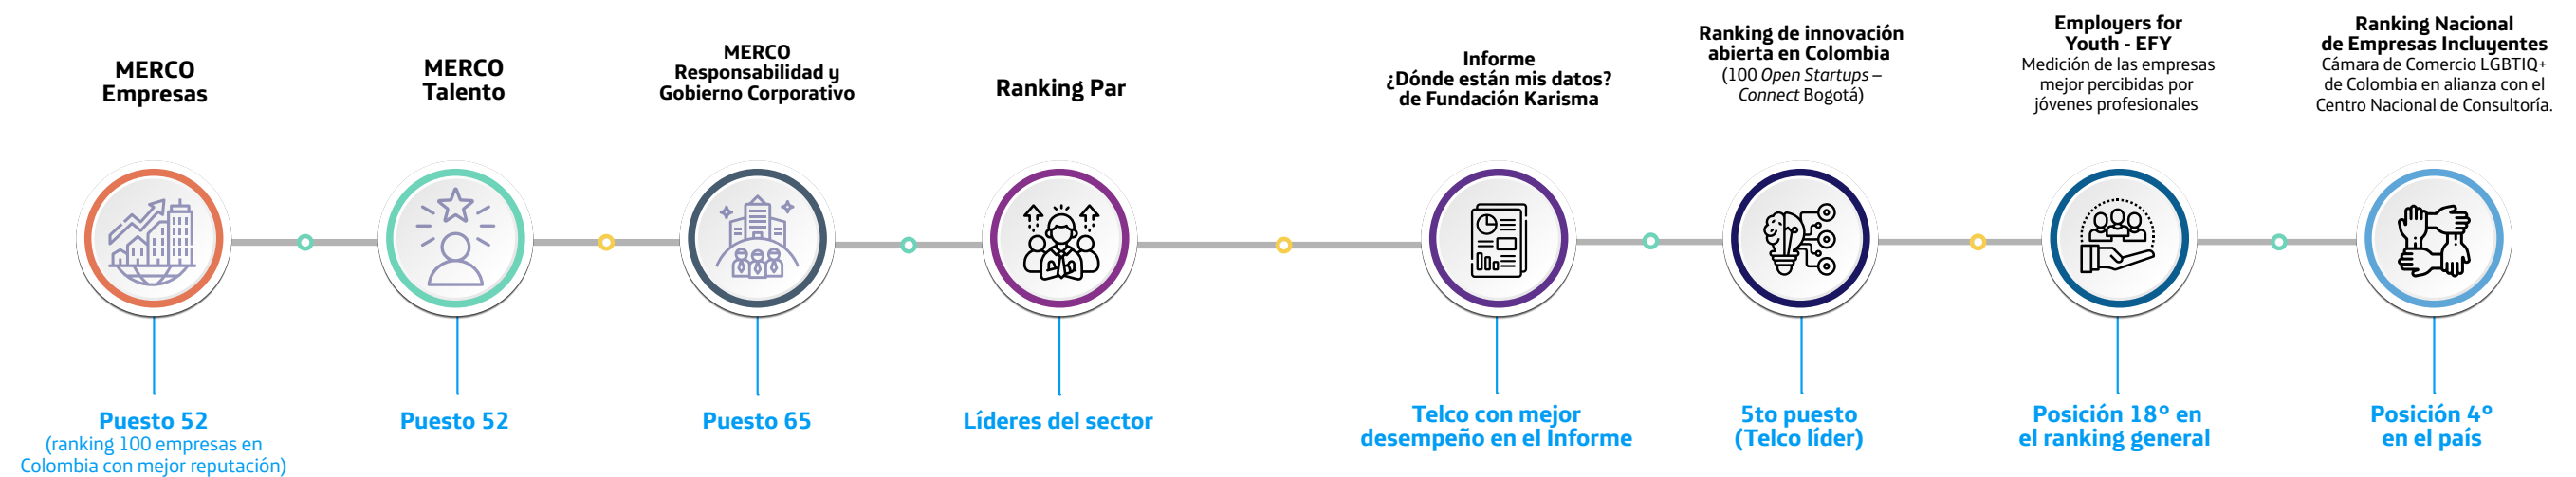 MERCO
Empresas
MERCO
Talento
MERCO
Responsabilidad y
Gobierno Corporativo
Ranking Par
Informe
¿Dónde están mis datos?
de Fundación Karisma
Ranking de innovación
abierta en Colombia
(100 Open Startups –
Connect Bogotá)
Employers for
Youth - EFY
Medición de las empresas
mejor percibidas por
jóvenes profesionales
Ranking Nacional
de Empresas Incluyentes
Cámara de Comercio LGBTIQ+
de Colombia en alianza con el
Centro Nacional de Consultoría.
Puesto 52
(ranking 100 empresas en
Colombia con mejor reputación)
Puesto 52
Puesto 65
Líderes del sector
Telco con mejor
desempeño en el Informe
5to puesto
(Telco líder)
Posición 18° en
el ranking general
Posición 4°
en el país